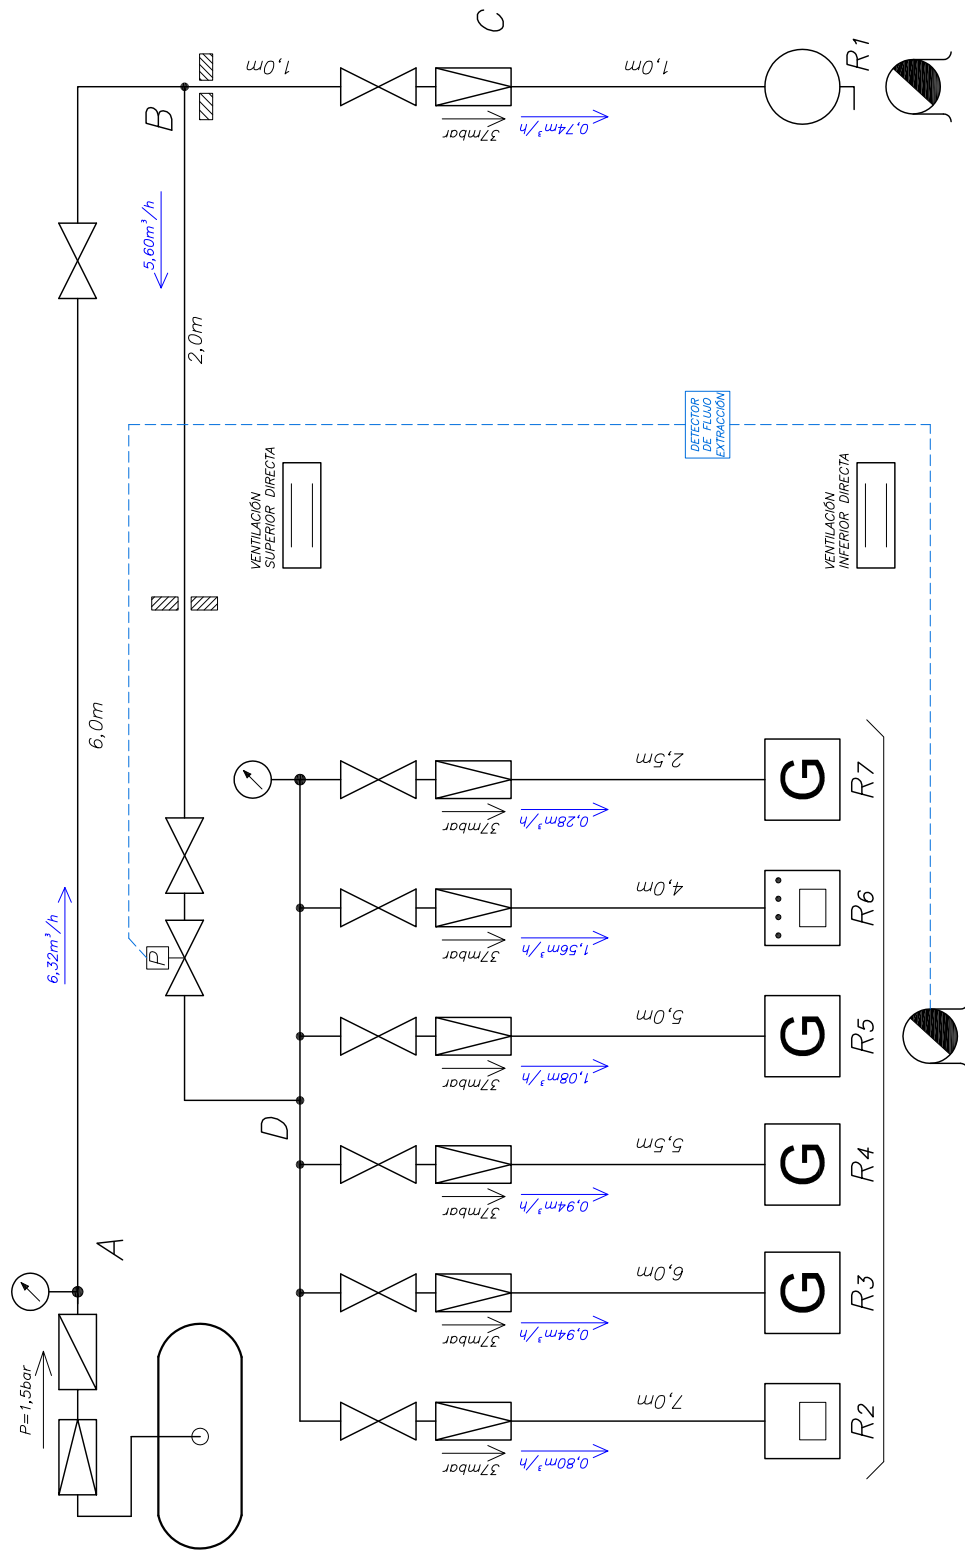 P=1,5bar
A
6,32m³/h
6,0m
B
5,60m³/h
2,0m
1,0m
C
37mbar
0,74m³/h
1,0m
R1
P
D
VENTILACIÓN
SUPERIOR DIRECTA
DETECTOR
DE FLUJO
EXTRACCIÓN
VENTILACIÓN
INFERIOR DIRECTA
37mbar
0,80m³/h
7,0m
R2
37mbar
0,94m³/h
6,0m
G
R3
37mbar
0,94m³/h
5,5m
G
R4
37mbar
1,08m³/h
5,0m
G
R5
37mbar
1,56m³/h
4,0m
R6
37mbar
0,28m³/h
2,5m
G
R7